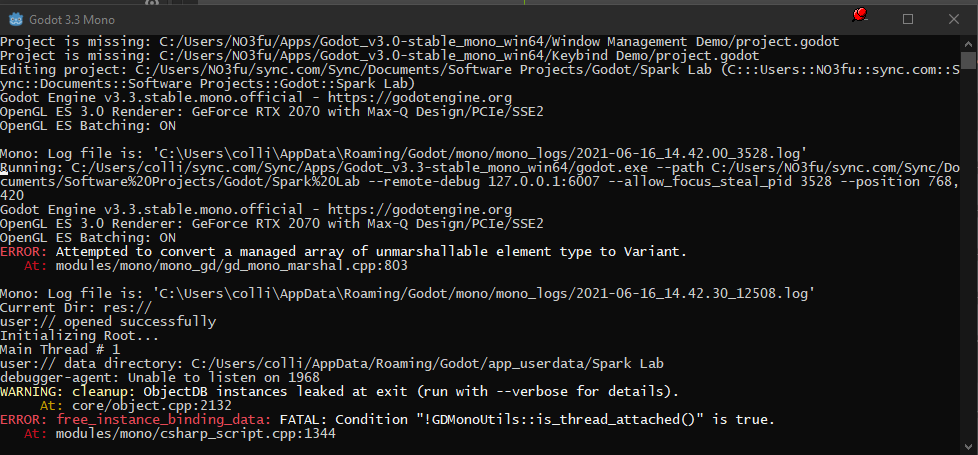 Godot 3.3 Mono
Project is missing: C:/Users/NO3fu/Apps/Godot_v3.0-stable_mono_win64/Window Management Demo/project.godot
Project is missing: C:/Users/NO3fu/Apps/Godot_v3.0-stable_mono_win64/Keybind Demo/project.godot
Editing project: C:/Users/NO3fu/sync.com/Sync/Documents/Software Projects/Godot/Spark Lab (C:::Users::NO3fu::sync.com::S
ync::Documents::Software Projects::Godot::Spark Lab)
Godot Engine v3.3.stable.mono.official - https://godotengine.org
OpenGL ES 3.0 Renderer: GeForce RTX 2070 with Max-Q Design/PCIe/SSE2
OpenGL ES Batching: ON
Mono: Log file is: 'C:\Users\colli\AppData\Roaming/Godot/mono/mono_logs/2021-06-16_14.42.00_3528.log'
Running: C:/Users/colli/sync.com/Sync/Apps/Godot_v3.3-stable_mono_win64/godot.exe --path C:/Users/NO3fu/sync.com/Sync/Do
cuments/Software%20Projects/Godot/Spark%20Lab --remote-debug 127.0.0.1:6007 --allow_focus_steal_pid 3528 --position 768,
420
Godot Engine v3.3.stable.mono.official - https://godotengine.org
OpenGL ES 3.0 Renderer: GeForce RTX 2070 with Max-Q Design/PCIe/SSE2
OpenGL ES Batching: ON
ERROR: Attempted to convert a managed array of unmarshallable element type to Variant.
At: modules/mono/mono_gd/gd_mono_marshal.cpp:803
Mono: Log file is: 'C:\Users\colli\AppData\Roaming/Godot/mono/mono_logs/2021-06-16_14.42.30_12508.log'
Current Dir: res://
user:// opened successfully
Initializing Root...
Main Thread # 1
user:// data directory: C:/Users/colli/AppData/Roaming/Godot/app_userdata/Spark Lab
debugger-agent: Unable to listen on 1968
WARNING: cleanup: ObjectDB instances leaked at exit (run with --verbose for details).
At: core/object.cpp:2132
ERROR: free_instance_binding_data: FATAL: Condition "!GDMonoUtils::is_thread_attached()" is true.
At: modules/mono/csharp_script.cpp:1344